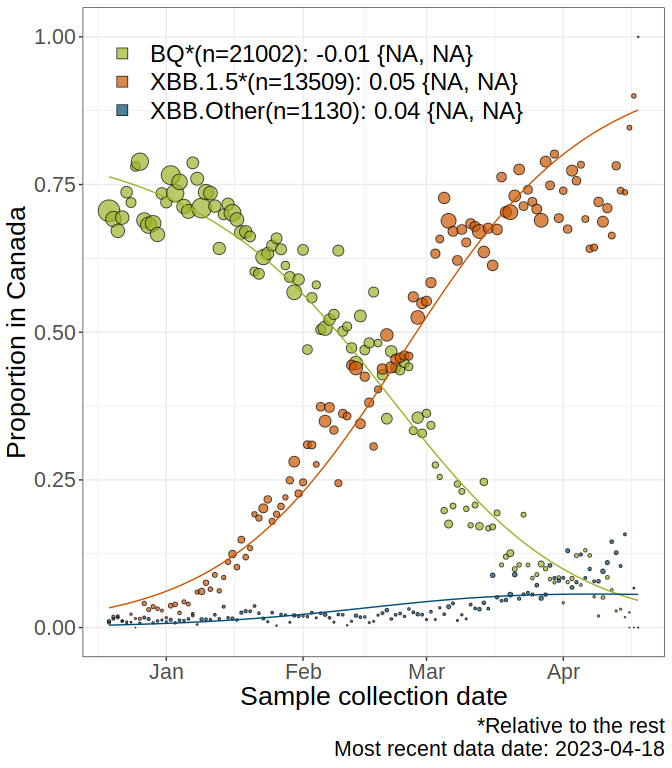 BQ*(n=21002): -0.01 {NA, NA}
XBB.1.5*(n=13509): 0.05 {NA, NA}
XBB.Other(n=1130): 0.04 {NA, NA}
Proportion in Canada
1.00
0.75
0.50
0.25
0.00
Jan Feb Mar Apr
Sample collection date
*Relative to the rest
Most recent data date: 2023-04-18